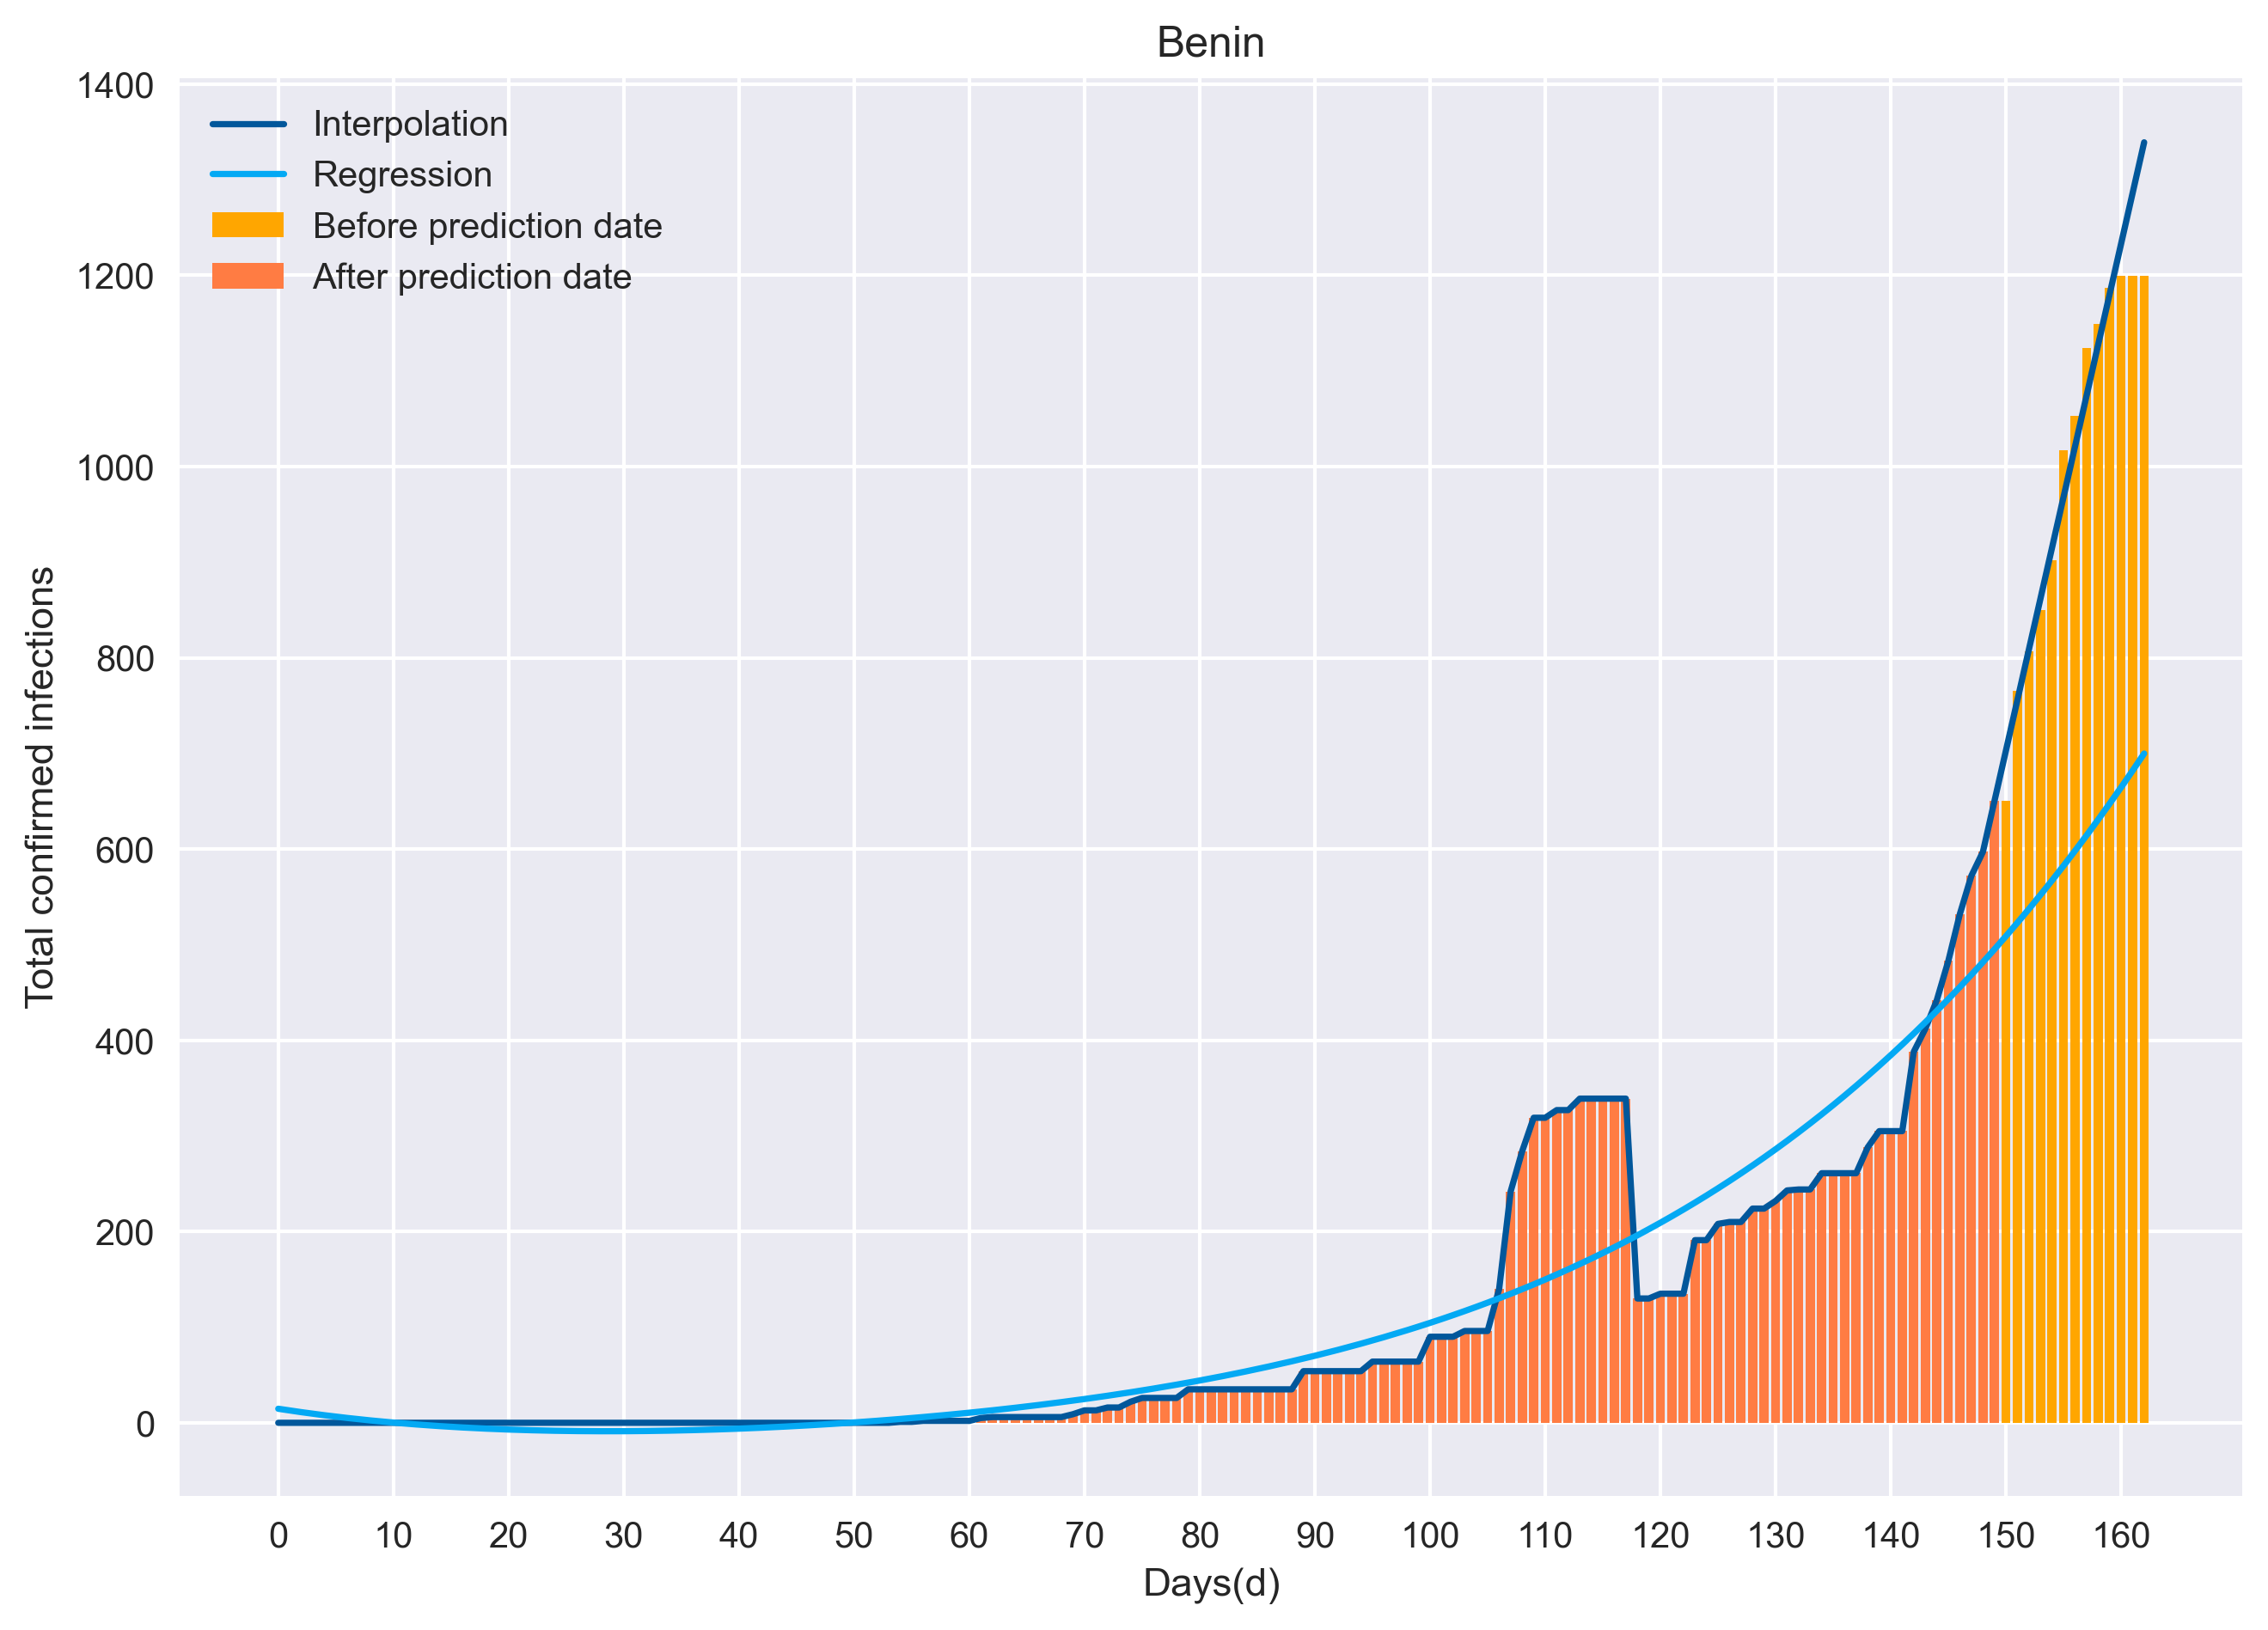 Benin
1400
1200
1000
800
600
400
200
0
Total confirmed infections
Interpolation
Regression
Before prediction date
After prediction date
0 10 20 30 40 50 60 70 80 90 100 110 120 130 140 150 160
Days(d)